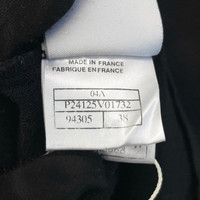 MADE IN FRANCE
FABRIQUE EN FRANCE
04A
P24125V01732
94305 38